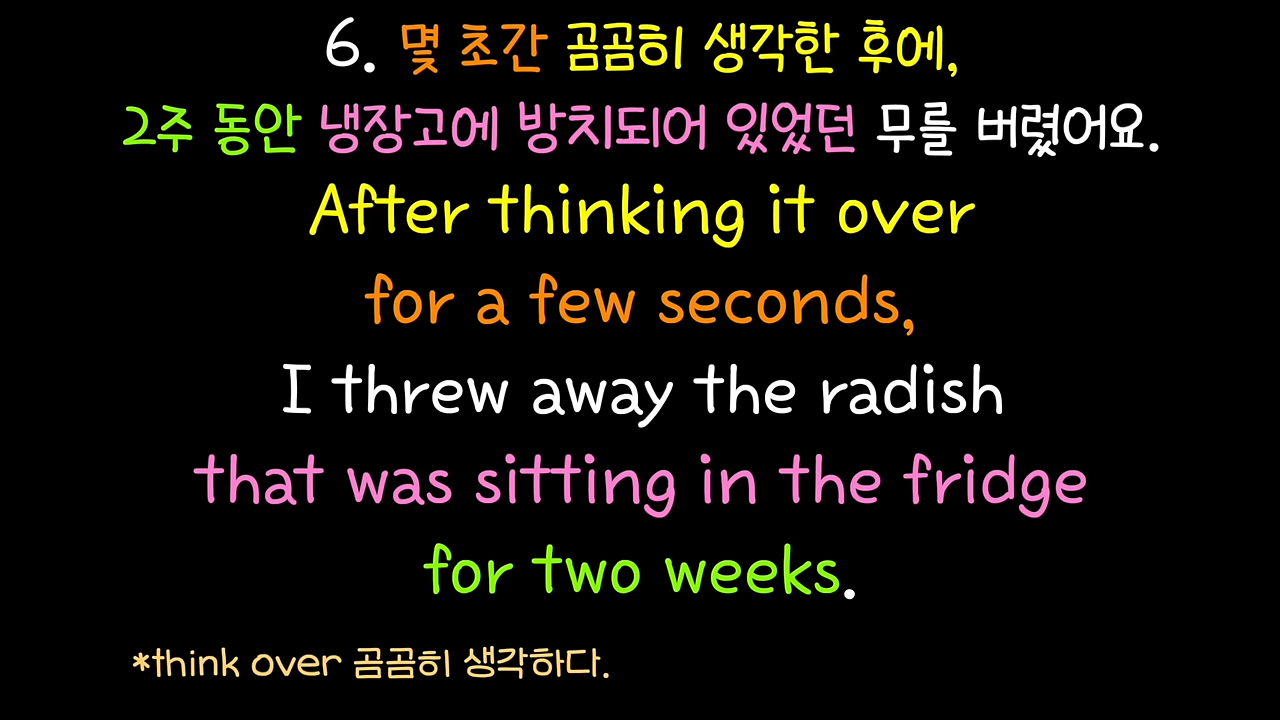 6. 몇 초간 곰곰히 생각한 후에,
2주 동안 냉장고에 방치되어 있었던 무를 버렸어요.
After thinking it over
for a few seconds,
I threw away the radish
that was sitting in the fridge
for two weeks.
*think over 곰곰히 생각하다.